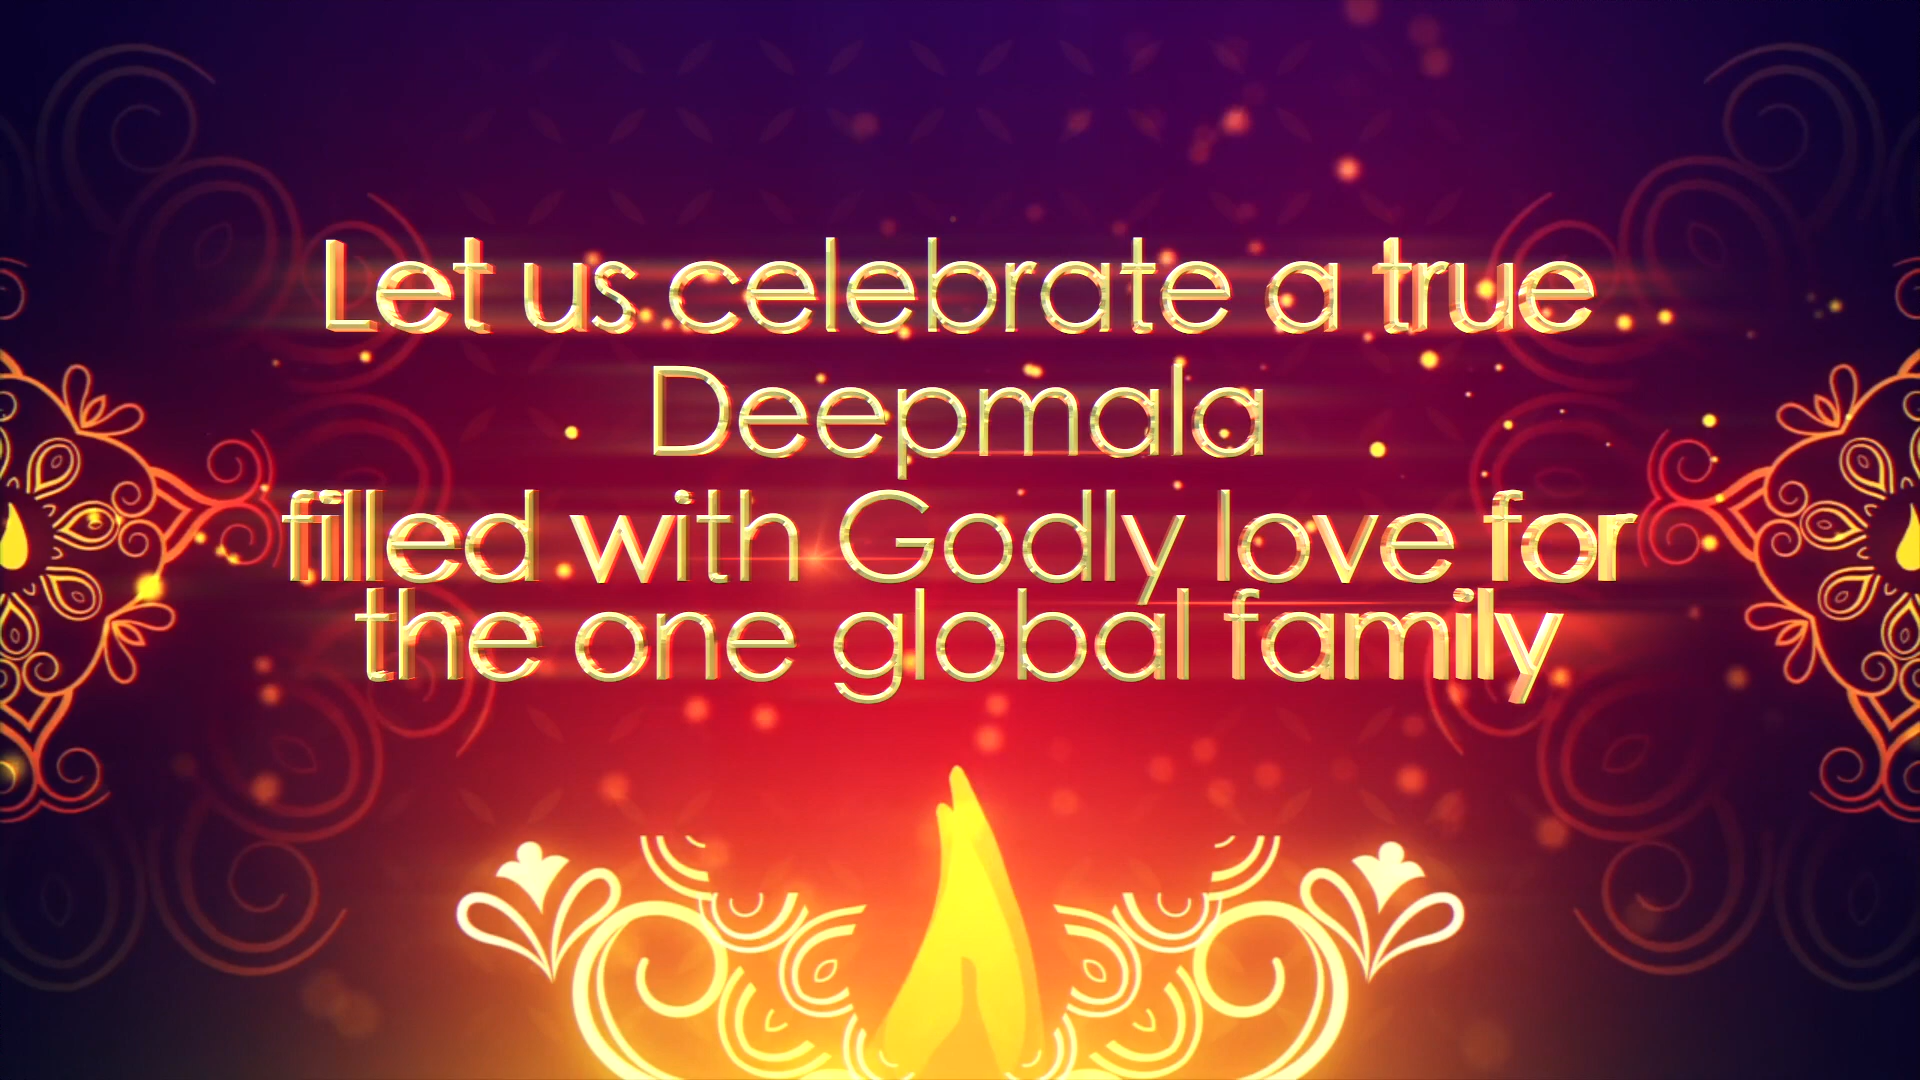 Let us celebrate a true
Deepmala
filled with Godly love for
the one global family